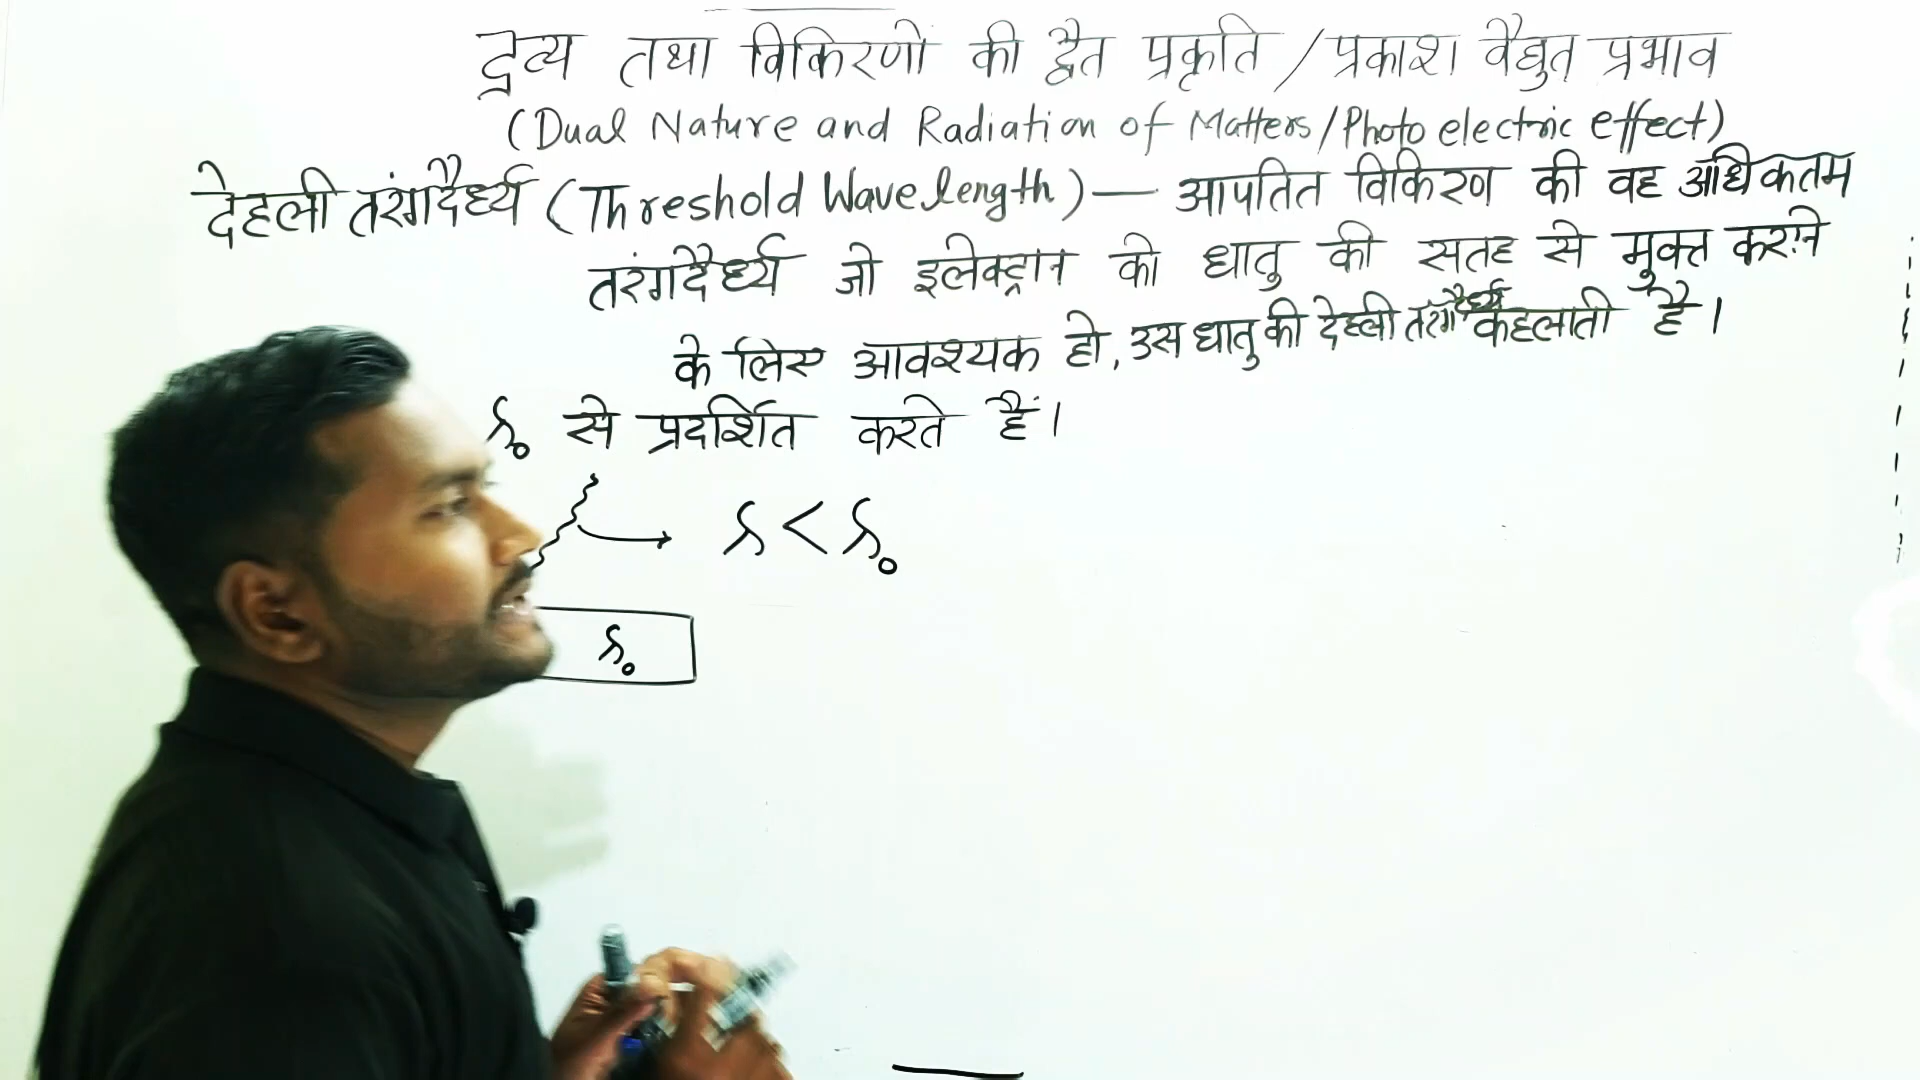 द्रव्य तथा विकिरणो की द्वैत प्रकृति / प्रकाश वैद्युत प्रभाव
(Dual Nature and Radiation of Matters/Photo electric effect)
देहली तरंगदैर्ध्य (Threshold Wavelength) — आपतित विकिरण की वह अधिकतम
तरंगदैर्ध्य जो इलेक्ट्रान को धातु की सतह से मुक्त करने
के लिए आवश्यक हो, उस धातु की देहली तरंगदैर्ध्य कहलाती है।
λ₀ से प्रदर्शित करते हैं।
λ < λ₀
λ₀